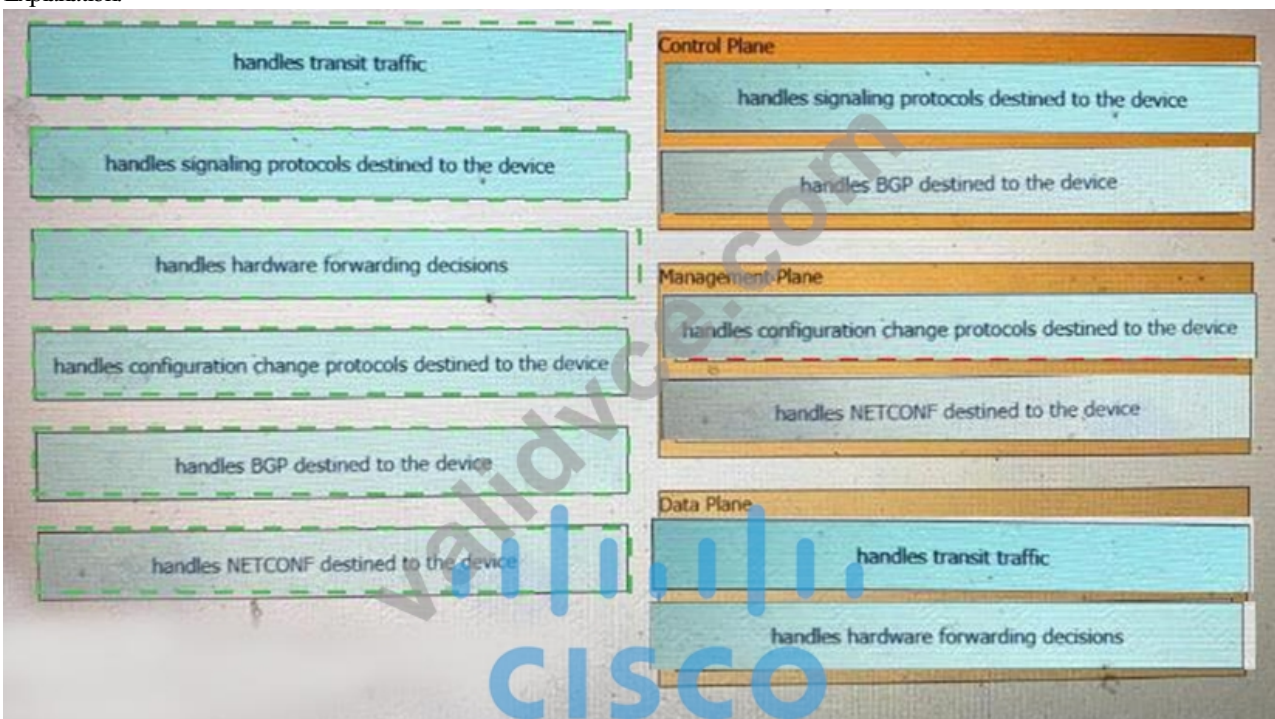 Explanation:
handles transit traffic
handles signaling protocols destined to the device
handles hardware forwarding decisions
handles configuration change protocols destined to the device
handles BGP destined to the device
handles NETCONF destined to the device
Control Plane
handles signaling protocols destined to the device
handles BGP destined to the device
Management Plane
handles configuration change protocols destined to the device
handles NETCONF destined to the device
Data Plane
handles transit traffic
handles hardware forwarding decisions
validvce.com
CISCO